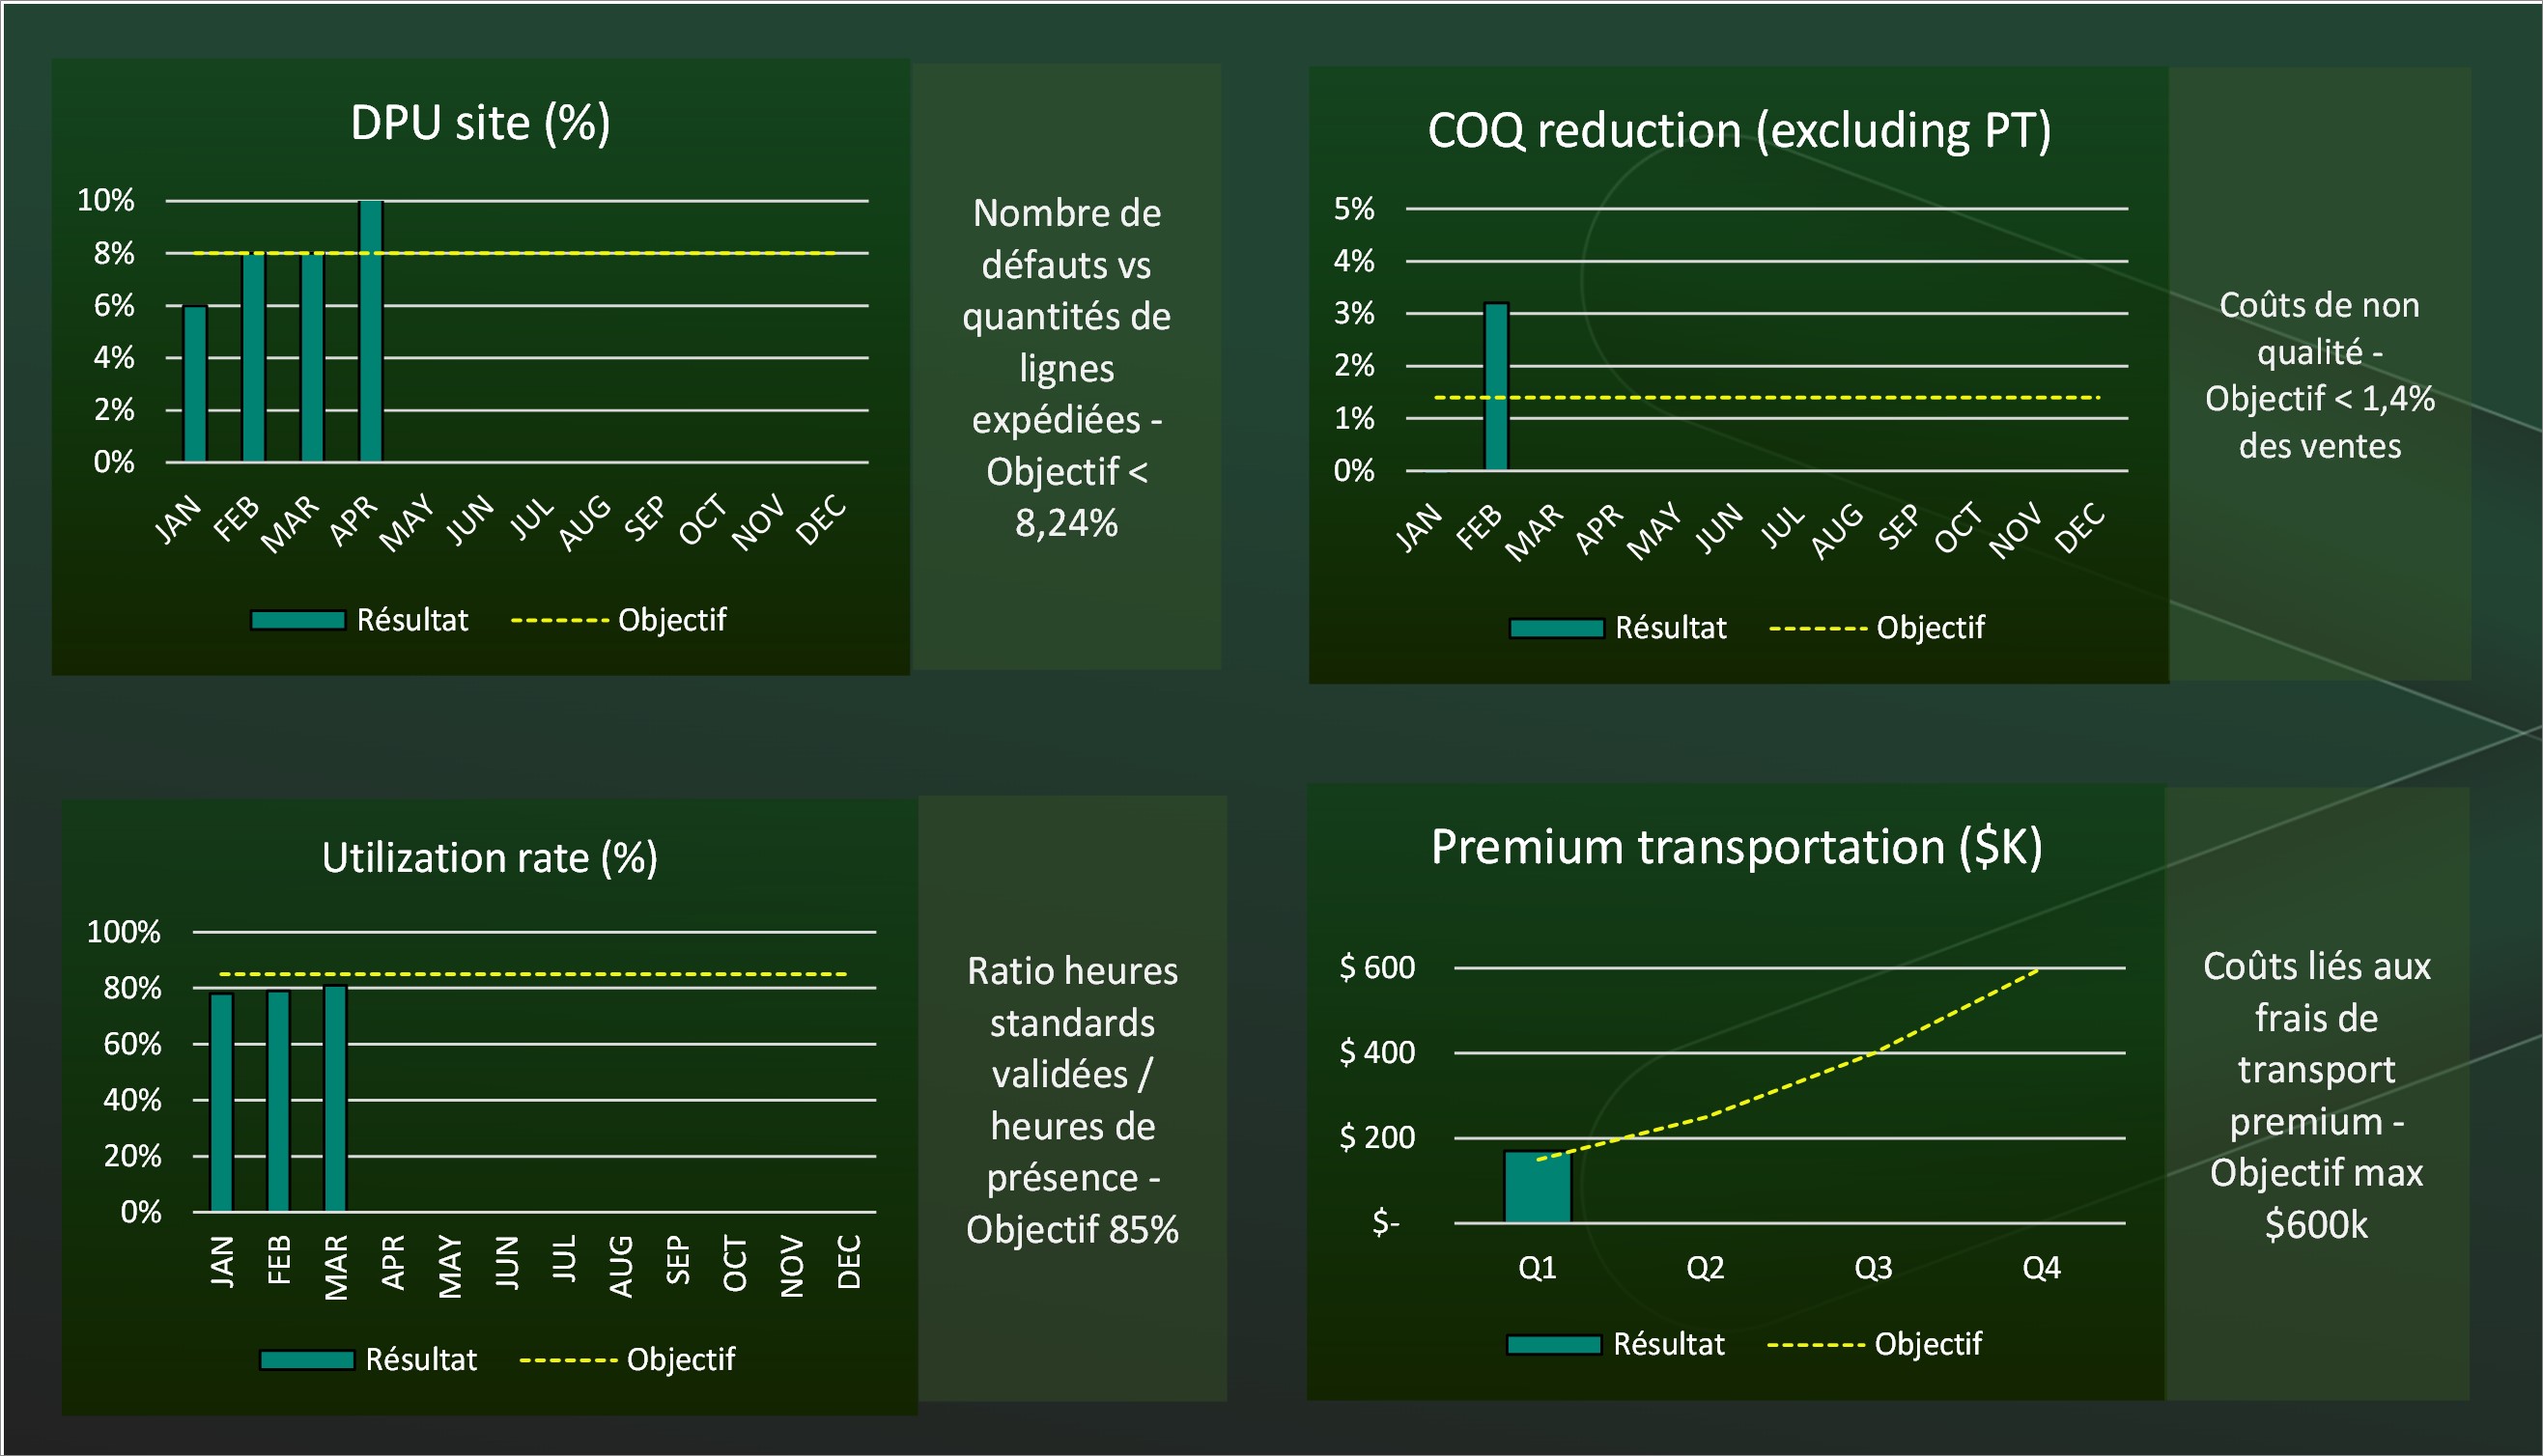 DPU site (%)
10%
8%
6%
4%
2%
0%
JAN
FEB
MAR
APR
MAY
JUN
JUL
AUG
SEP
OCT
NOV
DEC
Résultat
Objectif
Nombre de
défauts vs
quantités de
lignes
expédiées -
Objectif <
8,24%
COQ reduction (excluding PT)
5%
4%
3%
2%
1%
0%
JAN
FEB
MAR
APR
MAY
JUN
JUL
AUG
SEP
OCT
NOV
DEC
Résultat
Objectif
Coûts de non
qualité -
Objectif < 1,4%
des ventes
Utilization rate (%)
100%
80%
60%
40%
20%
0%
JAN
FEB
MAR
APR
MAY
JUN
JUL
AUG
SEP
OCT
NOV
DEC
Résultat
Objectif
Ratio heures
standards
validées /
heures de
présence -
Objectif 85%
Premium transportation ($K)
$ 600
$ 400
$ 200
$-
Q1
Q2
Q3
Q4
Résultat
Objectif
Coûts liés aux
frais de
transport
premium -
Objectif max
$600k